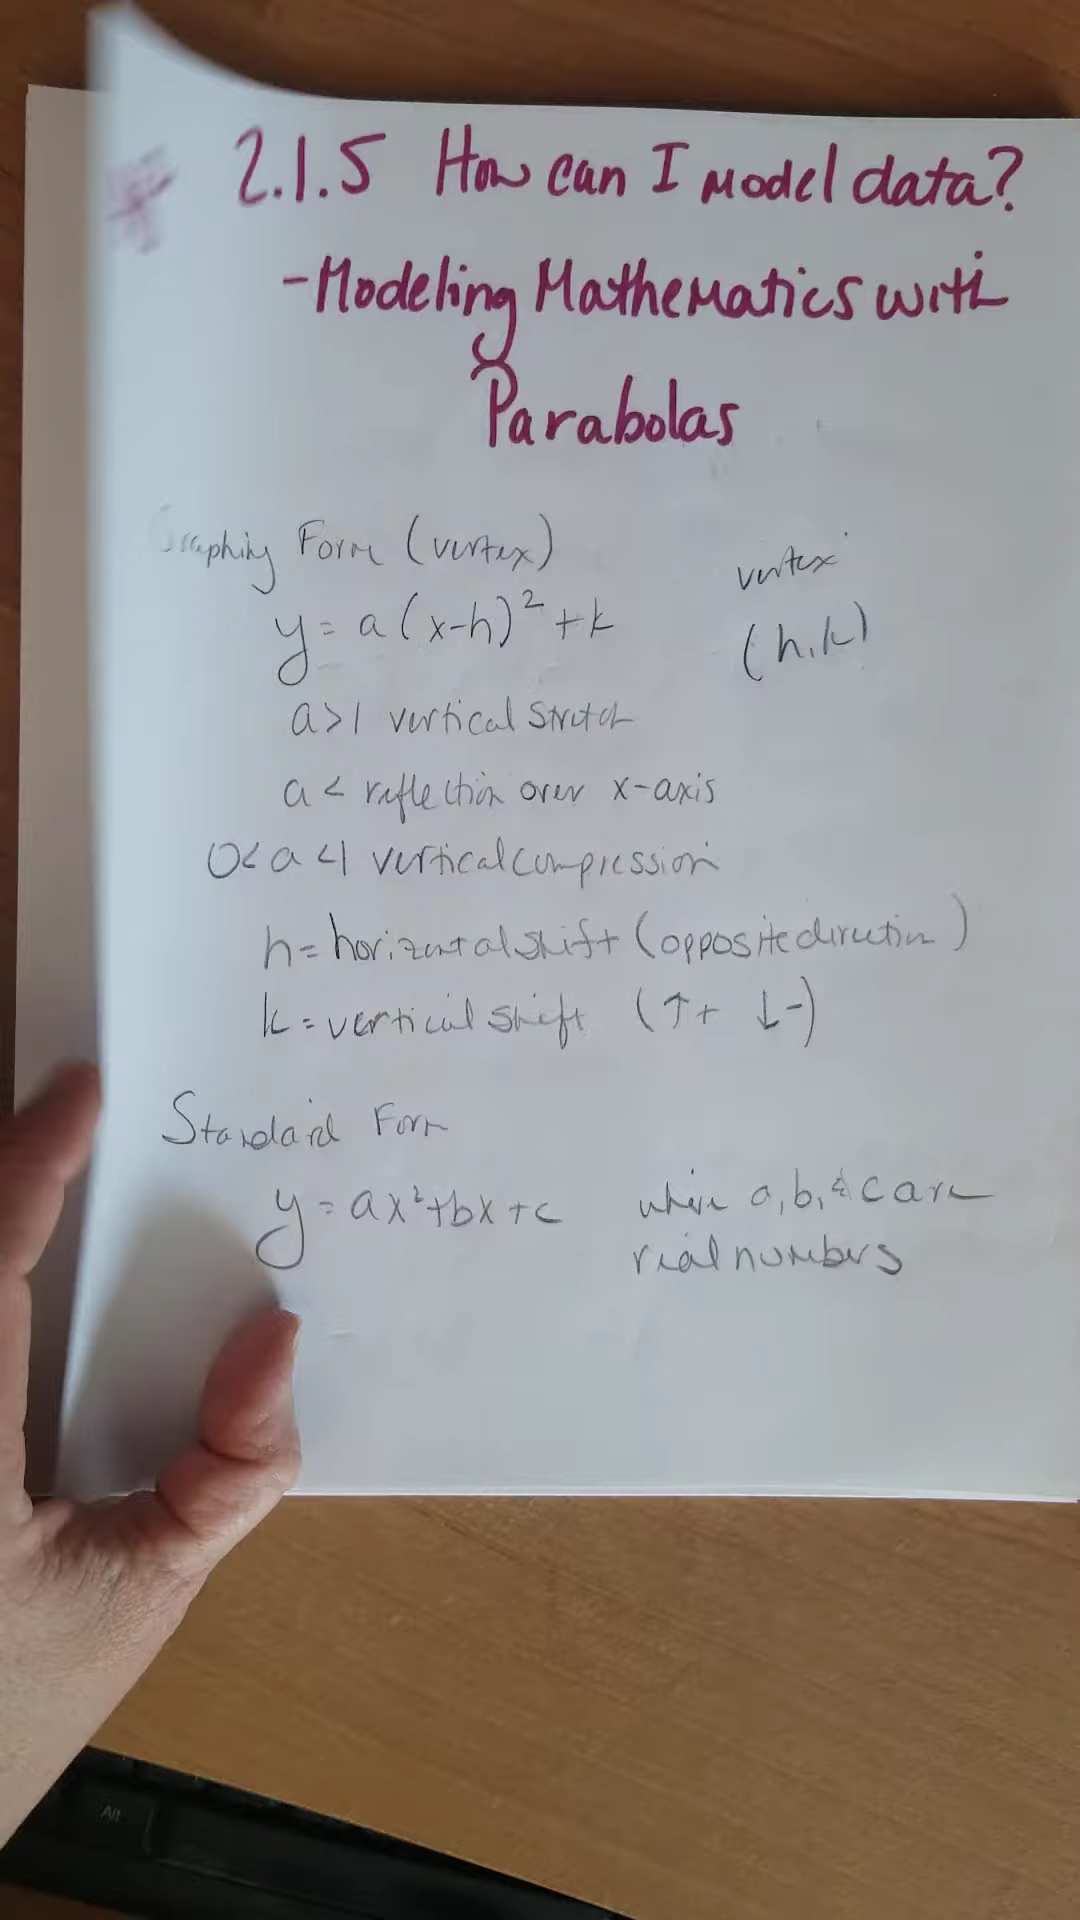 2.1.5 How can I model data?
-Modeling Mathematics with
Parabolas
Graphing Form (vertex)
vertex
y = a(x-h)² + k
(h,k)
a>1 vertical stretch
a < reflection over x-axis
0<a<1 vertical compression
h = horizontal shift (opposite direction)
k = vertical shift (↑+ ↓-)
Standard Form
y = ax²+bx+c where a, b, & c are
real numbers
Alt